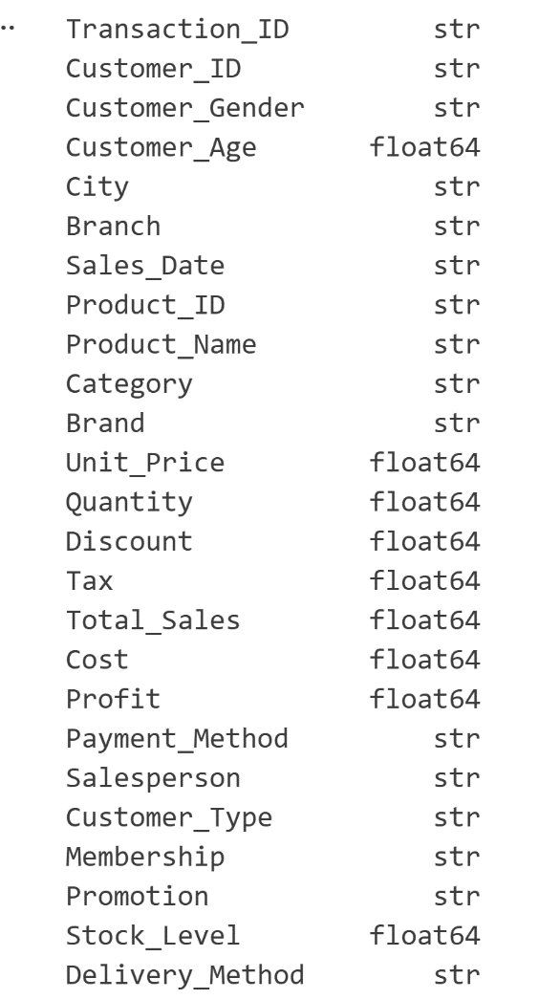 Transaction_ID str
Customer_ID str
Customer_Gender str
Customer_Age float64
City str
Branch str
Sales_Date str
Product_ID str
Product_Name str
Category str
Brand str
Unit_Price float64
Quantity float64
Discount float64
Tax float64
Total_Sales float64
Cost float64
Profit float64
Payment_Method str
Salesperson str
Customer_Type str
Membership str
Promotion str
Stock_Level float64
Delivery_Method str